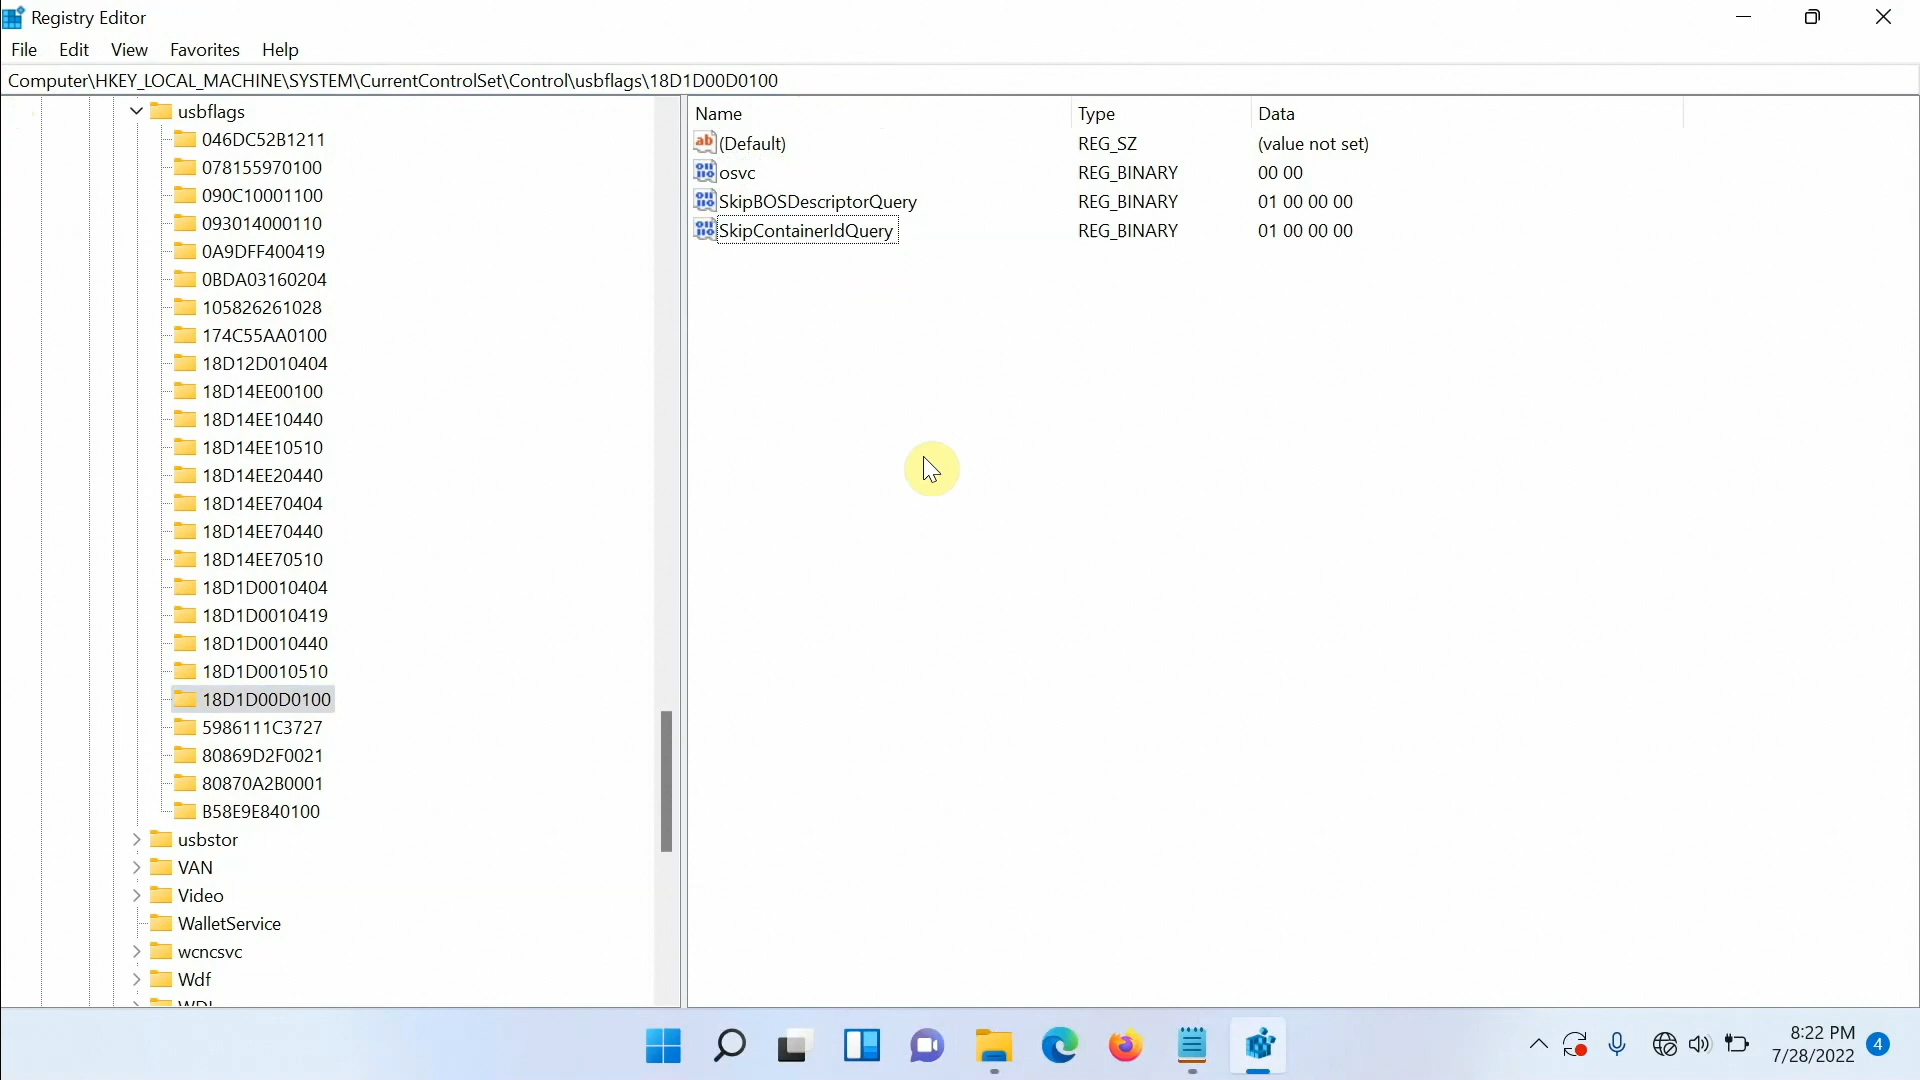 Registry Editor
File Edit View Favorites Help
Computer\HKEY_LOCAL_MACHINE\SYSTEM\CurrentControlSet\Control\usbflags\18D1D00D0100
usbflags
046DC52B1211
078155970100
090C10001100
093014000110
0A9DFF400419
0BDA03160204
105826261028
174C55AA0100
18D12D010404
18D14EE00100
18D14EE10440
18D14EE10510
18D14EE20440
18D14EE70404
18D14EE70440
18D14EE70510
18D1D0010404
18D1D0010419
18D1D0010440
18D1D0010510
18D1D00D0100
5986111C3727
80869D2F0021
80870A2B0001
B58E9E840100
usbstor
VAN
Video
WalletService
wcncsvc
Wdf
Name Type Data
(Default) REG_SZ (value not set)
osvc REG_BINARY 00 00
SkipBOSDescriptorQuery REG_BINARY 01 00 00 00
SkipContainerIdQuery REG_BINARY 01 00 00 00
8:22 PM
7/28/2022
4